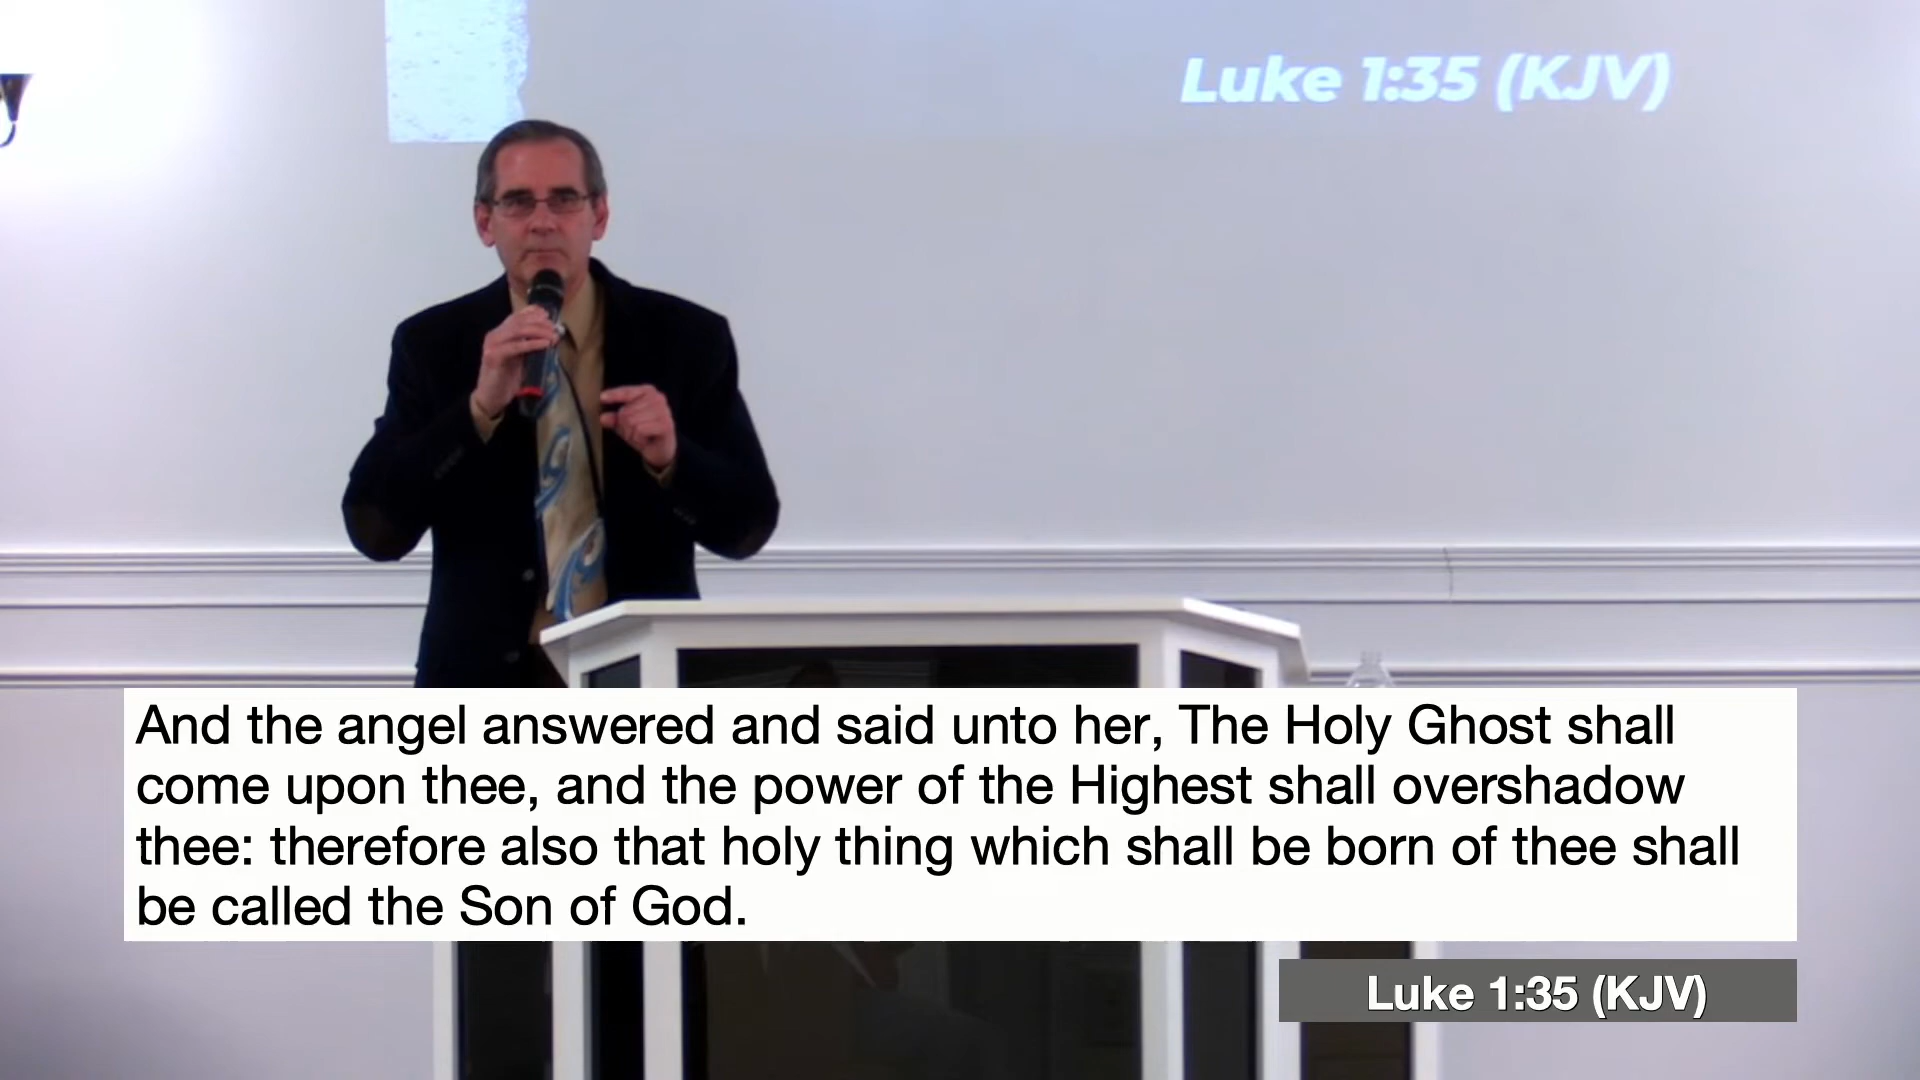 Luke 1:35 (KJV)
And the angel answered and said unto her, The Holy Ghost shall
come upon thee, and the power of the Highest shall overshadow
thee: therefore also that holy thing which shall be born of thee shall
be called the Son of God.
Luke 1:35 (KJV)